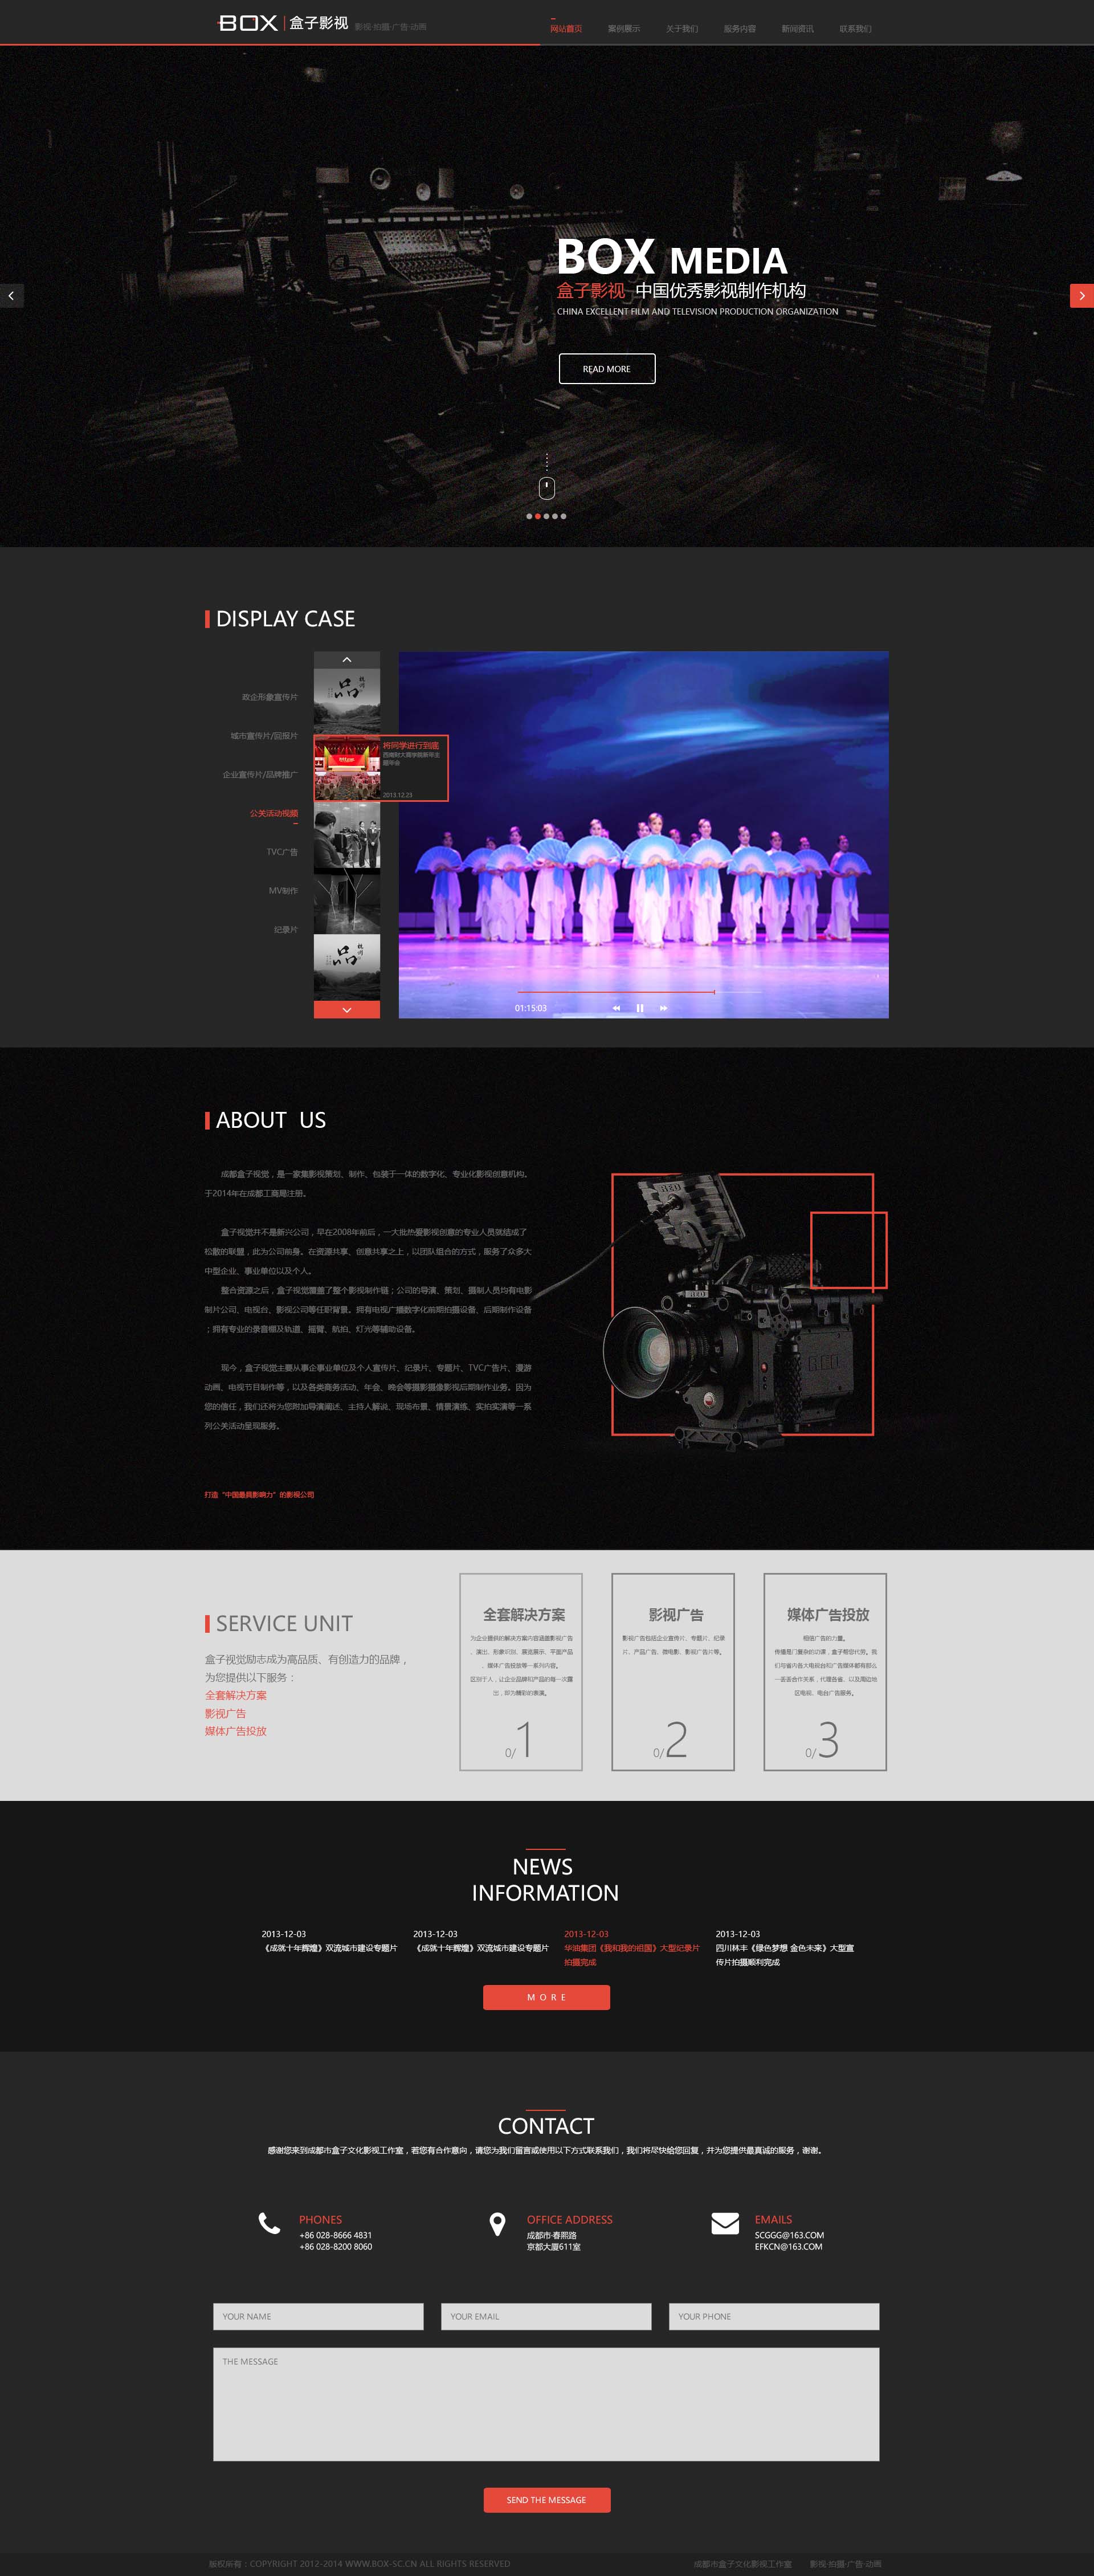 BOX | 盒子影视 影视·拍摄·广告·动画
网站首页 案例展示 关于我们 服务内容 新闻资讯 联系我们
BOX MEDIA
盒子影视 中国优秀影视制作机构
CHINA EXCELLENT FILM AND TELEVISION PRODUCTION ORGANIZATION
READ MORE
DISPLAY CASE
政企形象宣传片
城市宣传片/回报片
企业宣传片/品牌推广
公关活动视频
TVC广告
MV制作
纪录片
将同学进行到底
西南财大商学院新年主
题年会
2013.12.23
01:15:03
ABOUT US
成都盒子视觉，是一家集影视策划、制作、包装于一体的数字化、专业化影视创意机构。
于2014年在成都工商局注册。
盒子视觉并不是新兴公司，早在2008年前后，一大批热爱影视创意的专业人员就结成了
松散的联盟，此为公司前身。在资源共享、创意共享之上，以团队组合的方式，服务了众多大
中型企业、事业单位以及个人。
整合资源之后，盒子视觉覆盖了整个影视制作链；公司的导演、策划、摄制人员均有电影
制片公司、电视台、影视公司等任职背景。拥有电视广播数字化前期拍摄设备、后期制作设备
；拥有专业的录音棚及轨道、摇臂、航拍、灯光等辅助设备。
现今，盒子视觉主要从事企事业单位及个人宣传片、纪录片、专题片、TVC广告片、漫游
动画、电视节目制作等，以及各类商务活动、年会、晚会等摄影摄像影视后期制作业务。因为
您的信任，我们还将为您附加导演阐述、主持人解说、现场布景、情景演练、实拍实演等一系
列公关活动呈现服务。
打造“中国最具影响力”的影视公司
RED
RED
SERVICE UNIT
盒子视觉励志成为高品质、有创造力的品牌，
为您提供以下服务：
全套解决方案
影视广告
媒体广告投放
全套解决方案
为企业提供的解决方案内容涵盖影视广告
、演出、形象识别、展览展示、平面产品
、媒体广告投放等一系列内容。
区别于人，让企业品牌和产品的每一次露
出，即为精彩的表演。
0/1
影视广告
影视广告包括企业宣传片、专题片、纪录
片、产品广告、微电影、影视广告片等。
0/2
媒体广告投放
相信广告的力量。
传播是门复杂的功课，盒子帮您代劳。我
们与省内各大电视台和广告媒体都有那么
一丢丢合作关系，代理各省、以及周边地
区电视、电台广告服务。
0/3
NEWS
INFORMATION
2013-12-03
《成就十年辉煌》双流城市建设专题片
2013-12-03
《成就十年辉煌》双流城市建设专题片
2013-12-03
华油集团《我和我的祖国》大型纪录片
拍摄完成
2013-12-03
四川林丰《绿色梦想 金色未来》大型宣
传片拍摄顺利完成
MORE
CONTACT
感谢您来到成都市盒子文化影视工作室，若您有合作意向，请您为我们留言或使用以下方式联系我们，我们将尽快给您回复，并为您提供最真诚的服务，谢谢。
PHONES
+86 028-8666 4831
+86 028-8200 8060
OFFICE ADDRESS
成都市·春熙路
京都大厦611室
EMAILS
SCGGG@163.COM
EFKCN@163.COM
YOUR NAME YOUR EMAIL YOUR PHONE
THE MESSAGE
SEND THE MESSAGE
版权所有：COPYRIGHT 2012-2014 WWW.BOX-SC.CN ALL RIGHTS RESERVED 成都市盒子文化影视工作室 影视·拍摄·广告·动画